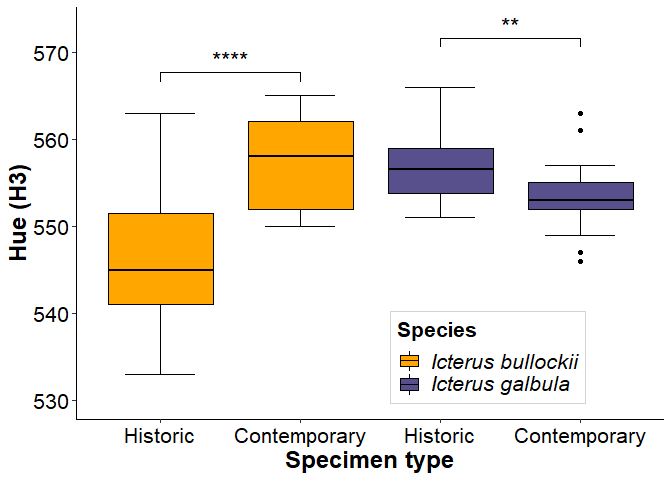 **
****
570
560
550
540
530
Hue (H3)
Species
Icterus bullockii
Icterus galbula
Historic Contemporary Historic Contemporary
Specimen type